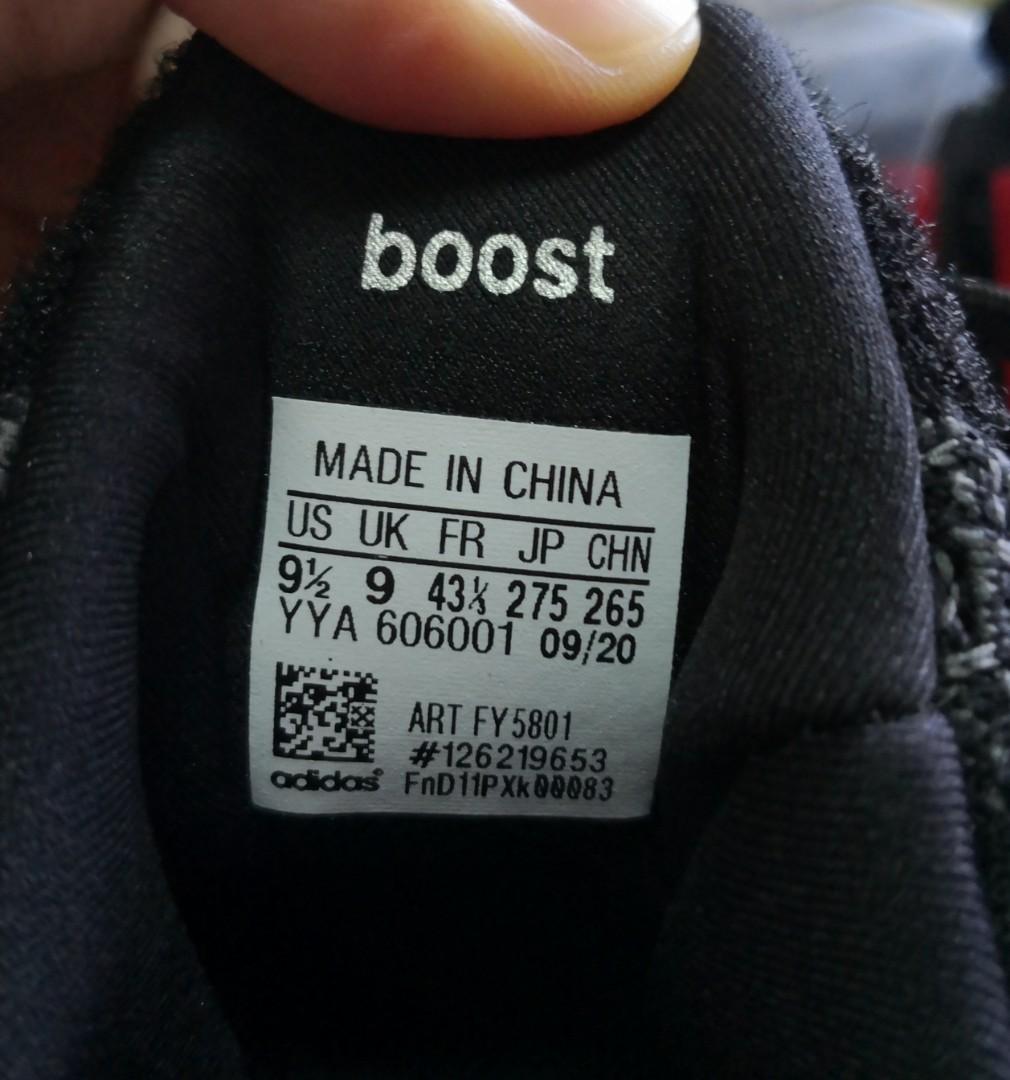 boost
MADE IN CHINA
US UK FR JP CHN
9½ 9 43⅓ 275 265
YYA 606001 09/20
ART FY5801
#126219653
adidas® FnD11PXk00083